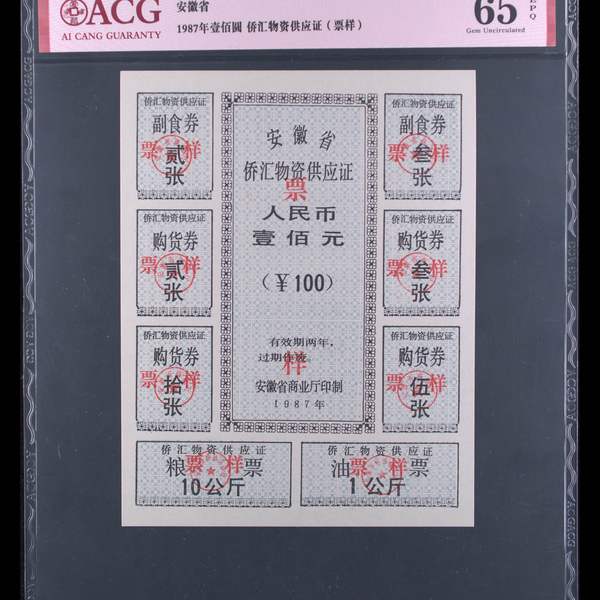 ACG
AI CANG GUARANTY
安徽省
1987年壹佰圆 侨汇物资供应证（票样）
65
EPQ
Gem Uncirculated
侨汇物资供应证
副食券
贰张
票样
侨汇物资供应证
购货券
贰张
票样
侨汇物资供应证
购货券
拾张
票样
安徽省
侨汇物资供应证
票
人民币
壹佰元
（￥100）
有效期两年，
过期作废。
样
安徽省商业厅印制
1987年
侨汇物资供应证
副食券
叁张
票样
侨汇物资供应证
购货券
叁张
票样
侨汇物资供应证
购货券
伍张
票样
侨汇物资供应证
粮票
票样
10公斤
侨汇物资供应证
油票
票样
1公斤